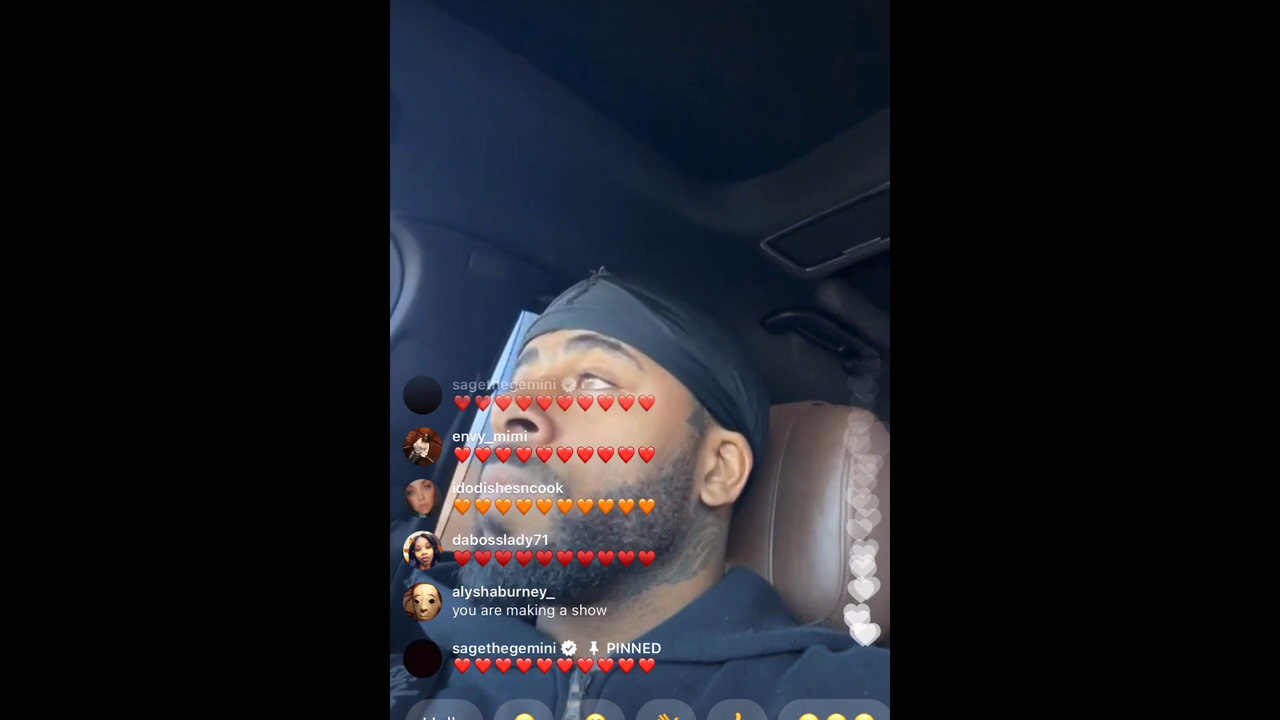 sagethegemini
❤️❤️❤️❤️❤️❤️❤️❤️❤️❤️
envy_mimi
❤️❤️❤️❤️❤️❤️❤️❤️❤️❤️
idodishesncook
🧡🧡🧡🧡🧡🧡🧡🧡🧡🧡
dabosslady71
❤️❤️❤️❤️❤️❤️❤️❤️❤️❤️
alyshaburney_
you are making a show
sagethegemini PINNED
❤️❤️❤️❤️❤️❤️❤️❤️❤️❤️